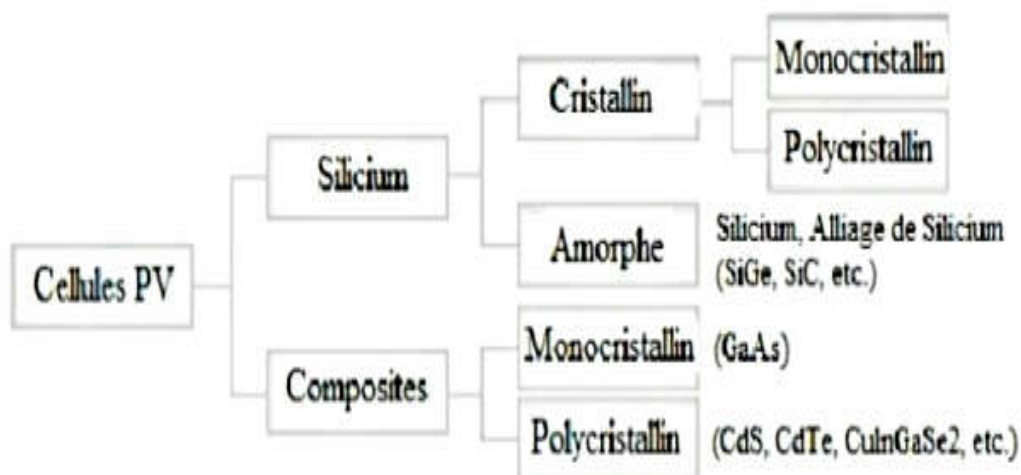 Monocristallin
Cristallin
Polycristallin
Silicium
Amorphe
Silicium, Alliage de Silicium
(SiGe, SiC, etc.)
Cellules PV
Monocristallin (GaAs)
Composites
Polycristallin (CdS, CdTe, CuInGaSe2, etc.)